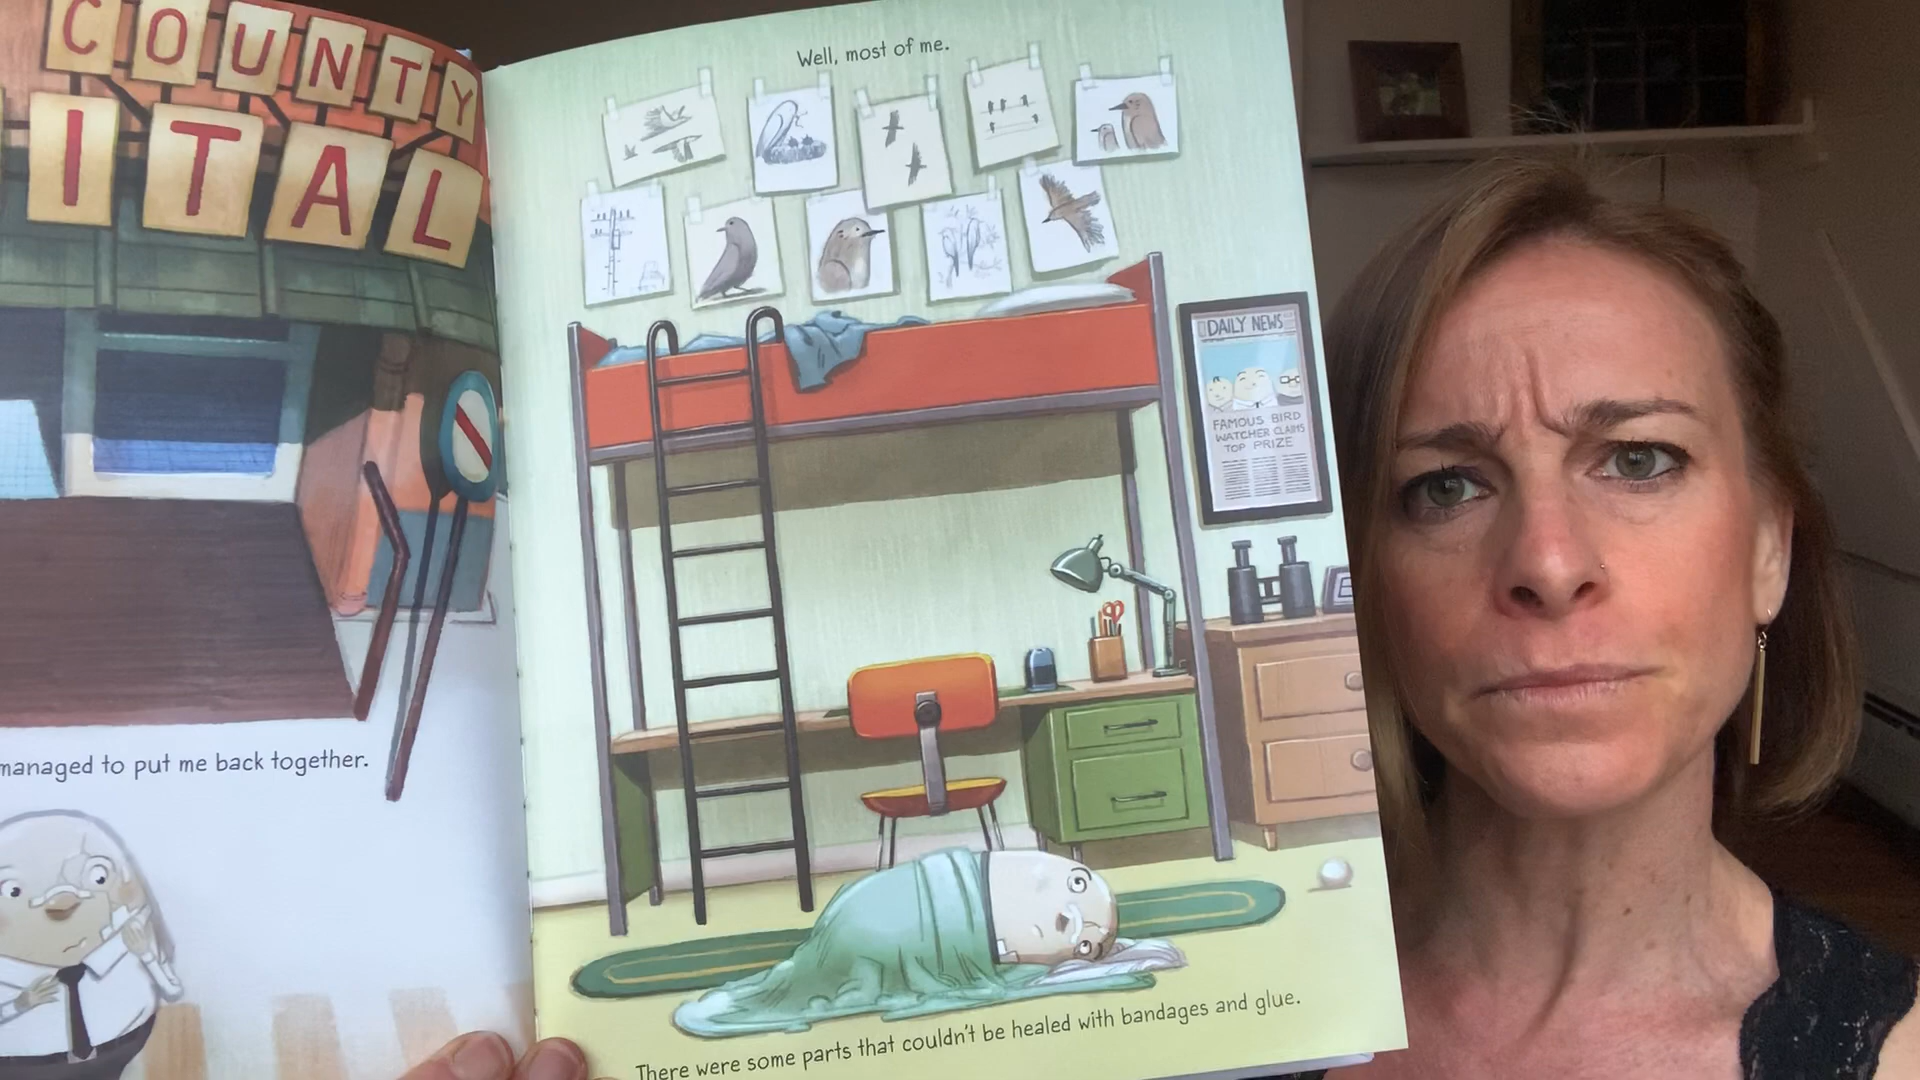 COUNTY
ITAL
managed to put me back together.
Well, most of me.
DAILY NEWS
FAMOUS BIRD
WATCHER CLAIMS
TOP PRIZE
There were some parts that couldn't be healed with bandages and glue.